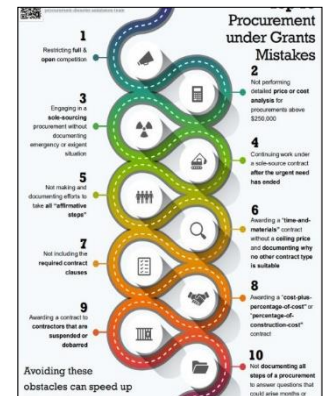 Procurement
under Grants
Mistakes
1
Restricting full &
open competition
2
Not performing
detailed price or cost
analysis for
procurements above
$250,000
3
Engaging in a
sole-sourcing
procurement without
documenting
emergency or exigent
situation
4
Continuing work under
a sole-source contract
after the urgent need
has ended
5
Not making and
documenting efforts to
take all "affirmative
steps"
6
Awarding a "time-and-
materials" contract
without a ceiling price
and documenting why
no other contract type
is suitable
7
Not including the
required contract
clauses
8
Awarding a "cost-plus-
percentage-of-cost" or
"percentage-of-
construction-cost"
contract
9
Awarding a contract to
contractors that are
suspended or
debarred
10
Not documenting all
steps of a procurement
to answer questions that
could arise months or
Avoiding these
obstacles can speed up